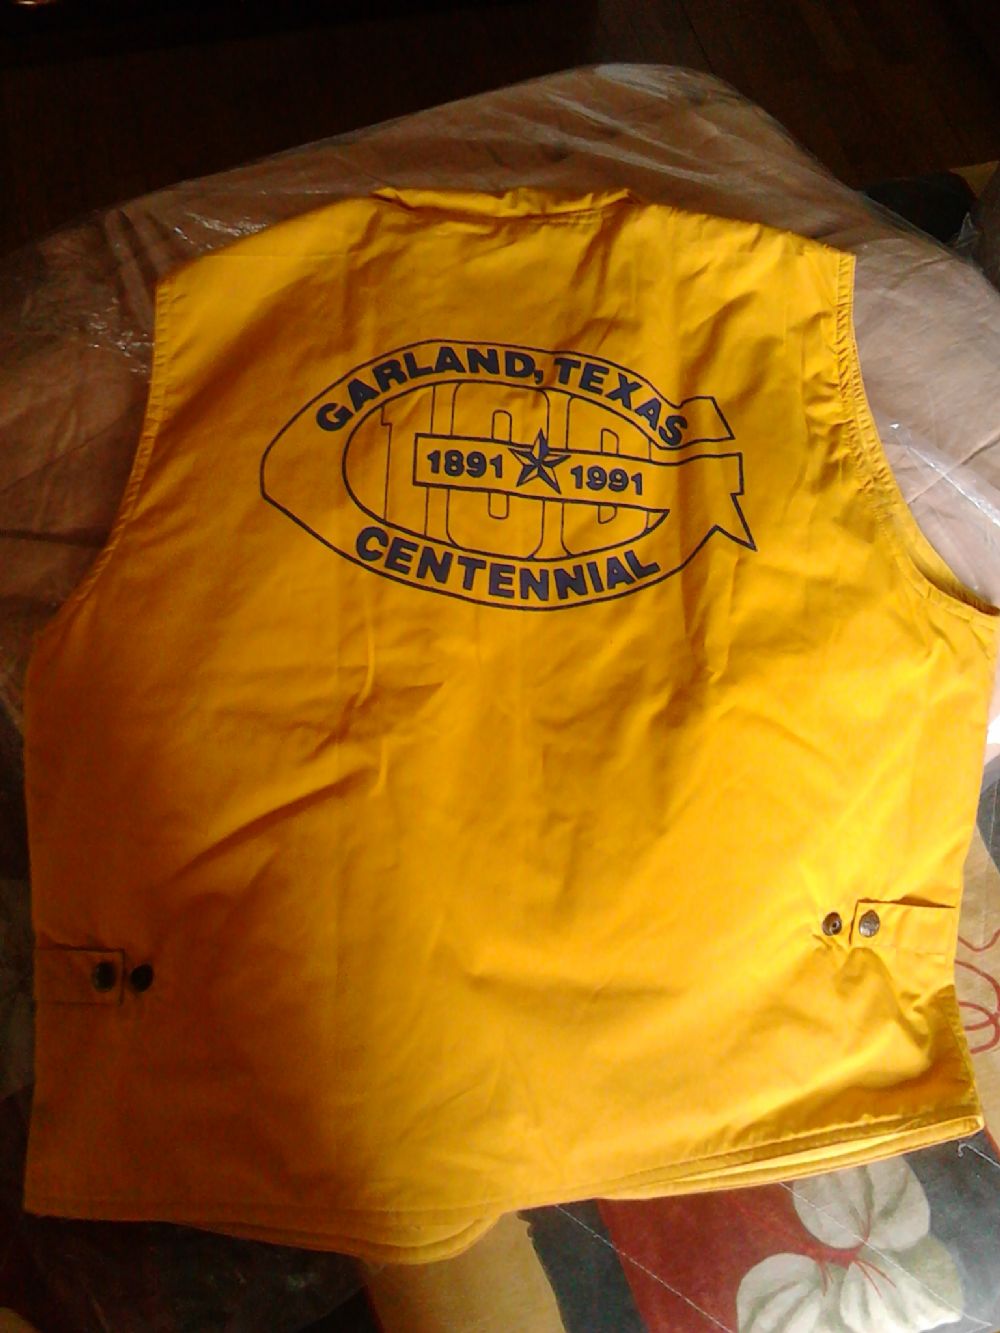 GARLAND, TEXAS
100
1891 1991
CENTENNIAL